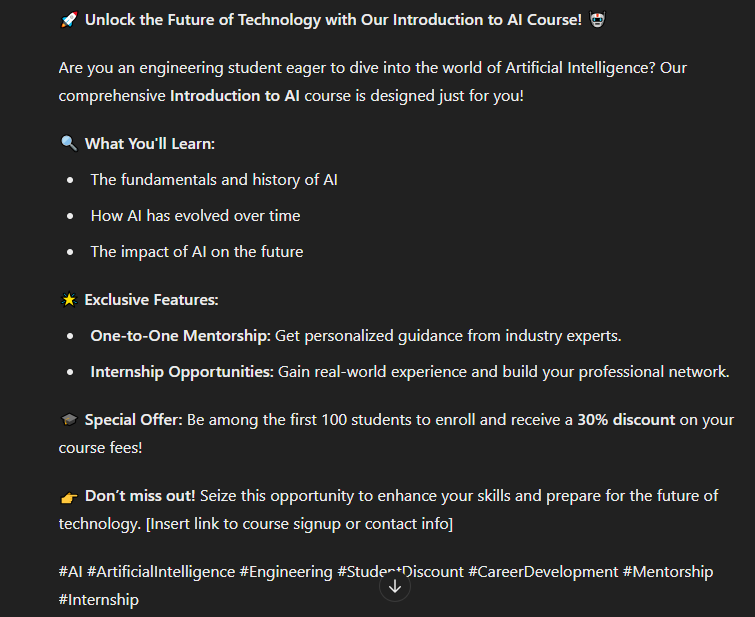 🚀 Unlock the Future of Technology with Our Introduction to AI Course! 🤖
Are you an engineering student eager to dive into the world of Artificial Intelligence? Our
comprehensive Introduction to AI course is designed just for you!
🔍 What You'll Learn:
• The fundamentals and history of AI
• How AI has evolved over time
• The impact of AI on the future
🌟 Exclusive Features:
• One-to-One Mentorship: Get personalized guidance from industry experts.
• Internship Opportunities: Gain real-world experience and build your professional network.
🎓 Special Offer: Be among the first 100 students to enroll and receive a 30% discount on your
course fees!
👉 Don’t miss out! Seize this opportunity to enhance your skills and prepare for the future of
technology. [Insert link to course signup or contact info]
#AI #ArtificialIntelligence #Engineering #StudentDiscount #CareerDevelopment #Mentorship
#Internship